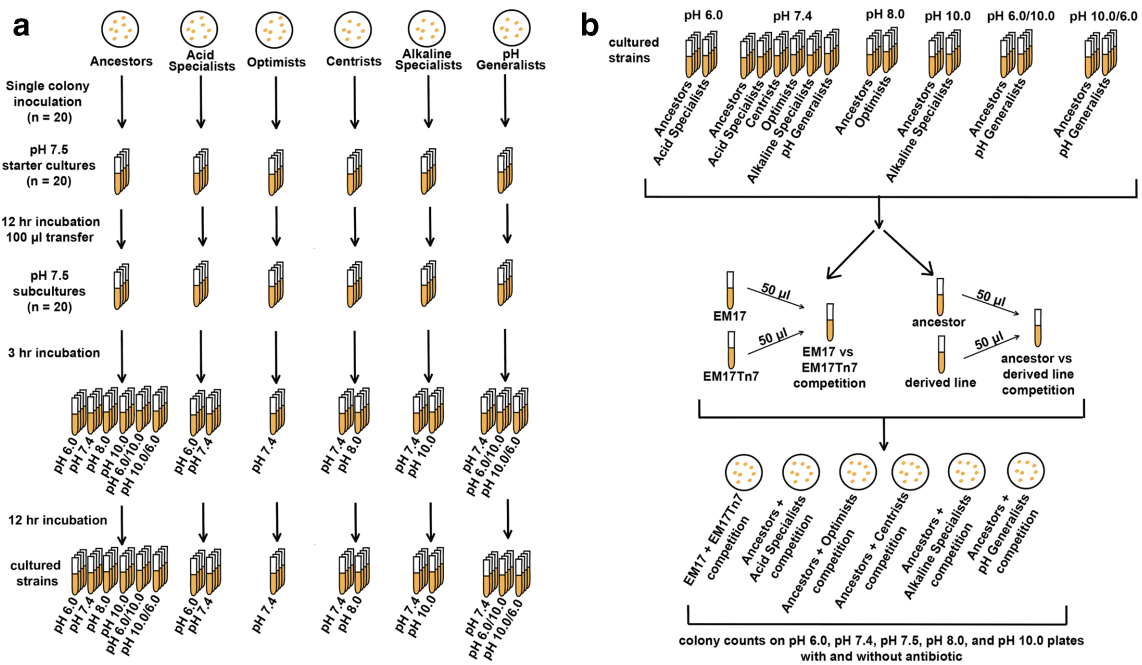 a
Ancestors
Acid
Specialists
Optimists
Centrists
Alkaline
Specialists
pH
Generalists
Single colony
inoculation
(n = 20)
pH 7.5
starter cultures
(n = 20)
12 hr incubation
100 µl transfer
pH 7.5
subcultures
(n = 20)
3 hr incubation
pH 6.0
pH 7.4
pH 8.0
pH 10.0
pH 6.0/10.0
pH 10.0/6.0
pH 6.0
pH 7.4
pH 7.4
pH 7.4
pH 8.0
pH 7.4
pH 10.0
pH 7.4
pH 6.0/10.0
pH 10.0/6.0
12 hr incubation
cultured
strains
pH 6.0
pH 7.4
pH 8.0
pH 10.0
pH 6.0/10.0
pH 10.0/6.0
pH 6.0
pH 7.4
pH 7.4
pH 7.4
pH 8.0
pH 7.4
pH 10.0
pH 7.4
pH 6.0/10.0
pH 10.0/6.0
b
cultured
strains
pH 6.0
pH 7.4
pH 8.0
pH 10.0
pH 6.0/10.0
pH 10.0/6.0
Ancestors
Acid Specialists
Ancestors
Acid Specialists
Centrists
Optimists
Alkaline Specialists
pH Generalists
Ancestors
Optimists
Ancestors
Alkaline Specialists
Ancestors
pH Generalists
Ancestors
pH Generalists
EM17
50 µl
EM17Tn7
50 µl
EM17 vs
EM17Tn7
competition
ancestor
50 µl
derived line
50 µl
ancestor vs
derived line
competition
EM17 + EM17Tn7
competition
Ancestors +
Acid Specialists
competition
Ancestors + Optimists
competition
Ancestors + Centrists
competition
Ancestors +
Alkaline Specialists
competition
Ancestors +
pH Generalists
competition
colony counts on pH 6.0, pH 7.4, pH 7.5, pH 8.0, and pH 10.0 plates
with and without antibiotic